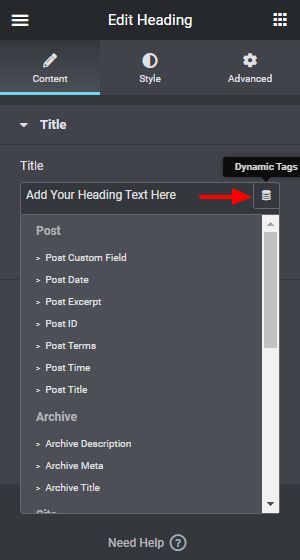 Edit Heading
Content Style Advanced
Title
Title
Dynamic Tags
Add Your Heading Text Here
Post
> Post Custom Field
> Post Date
> Post Excerpt
> Post ID
> Post Terms
> Post Time
> Post Title
Archive
> Archive Description
> Archive Meta
> Archive Title
Need Help ?